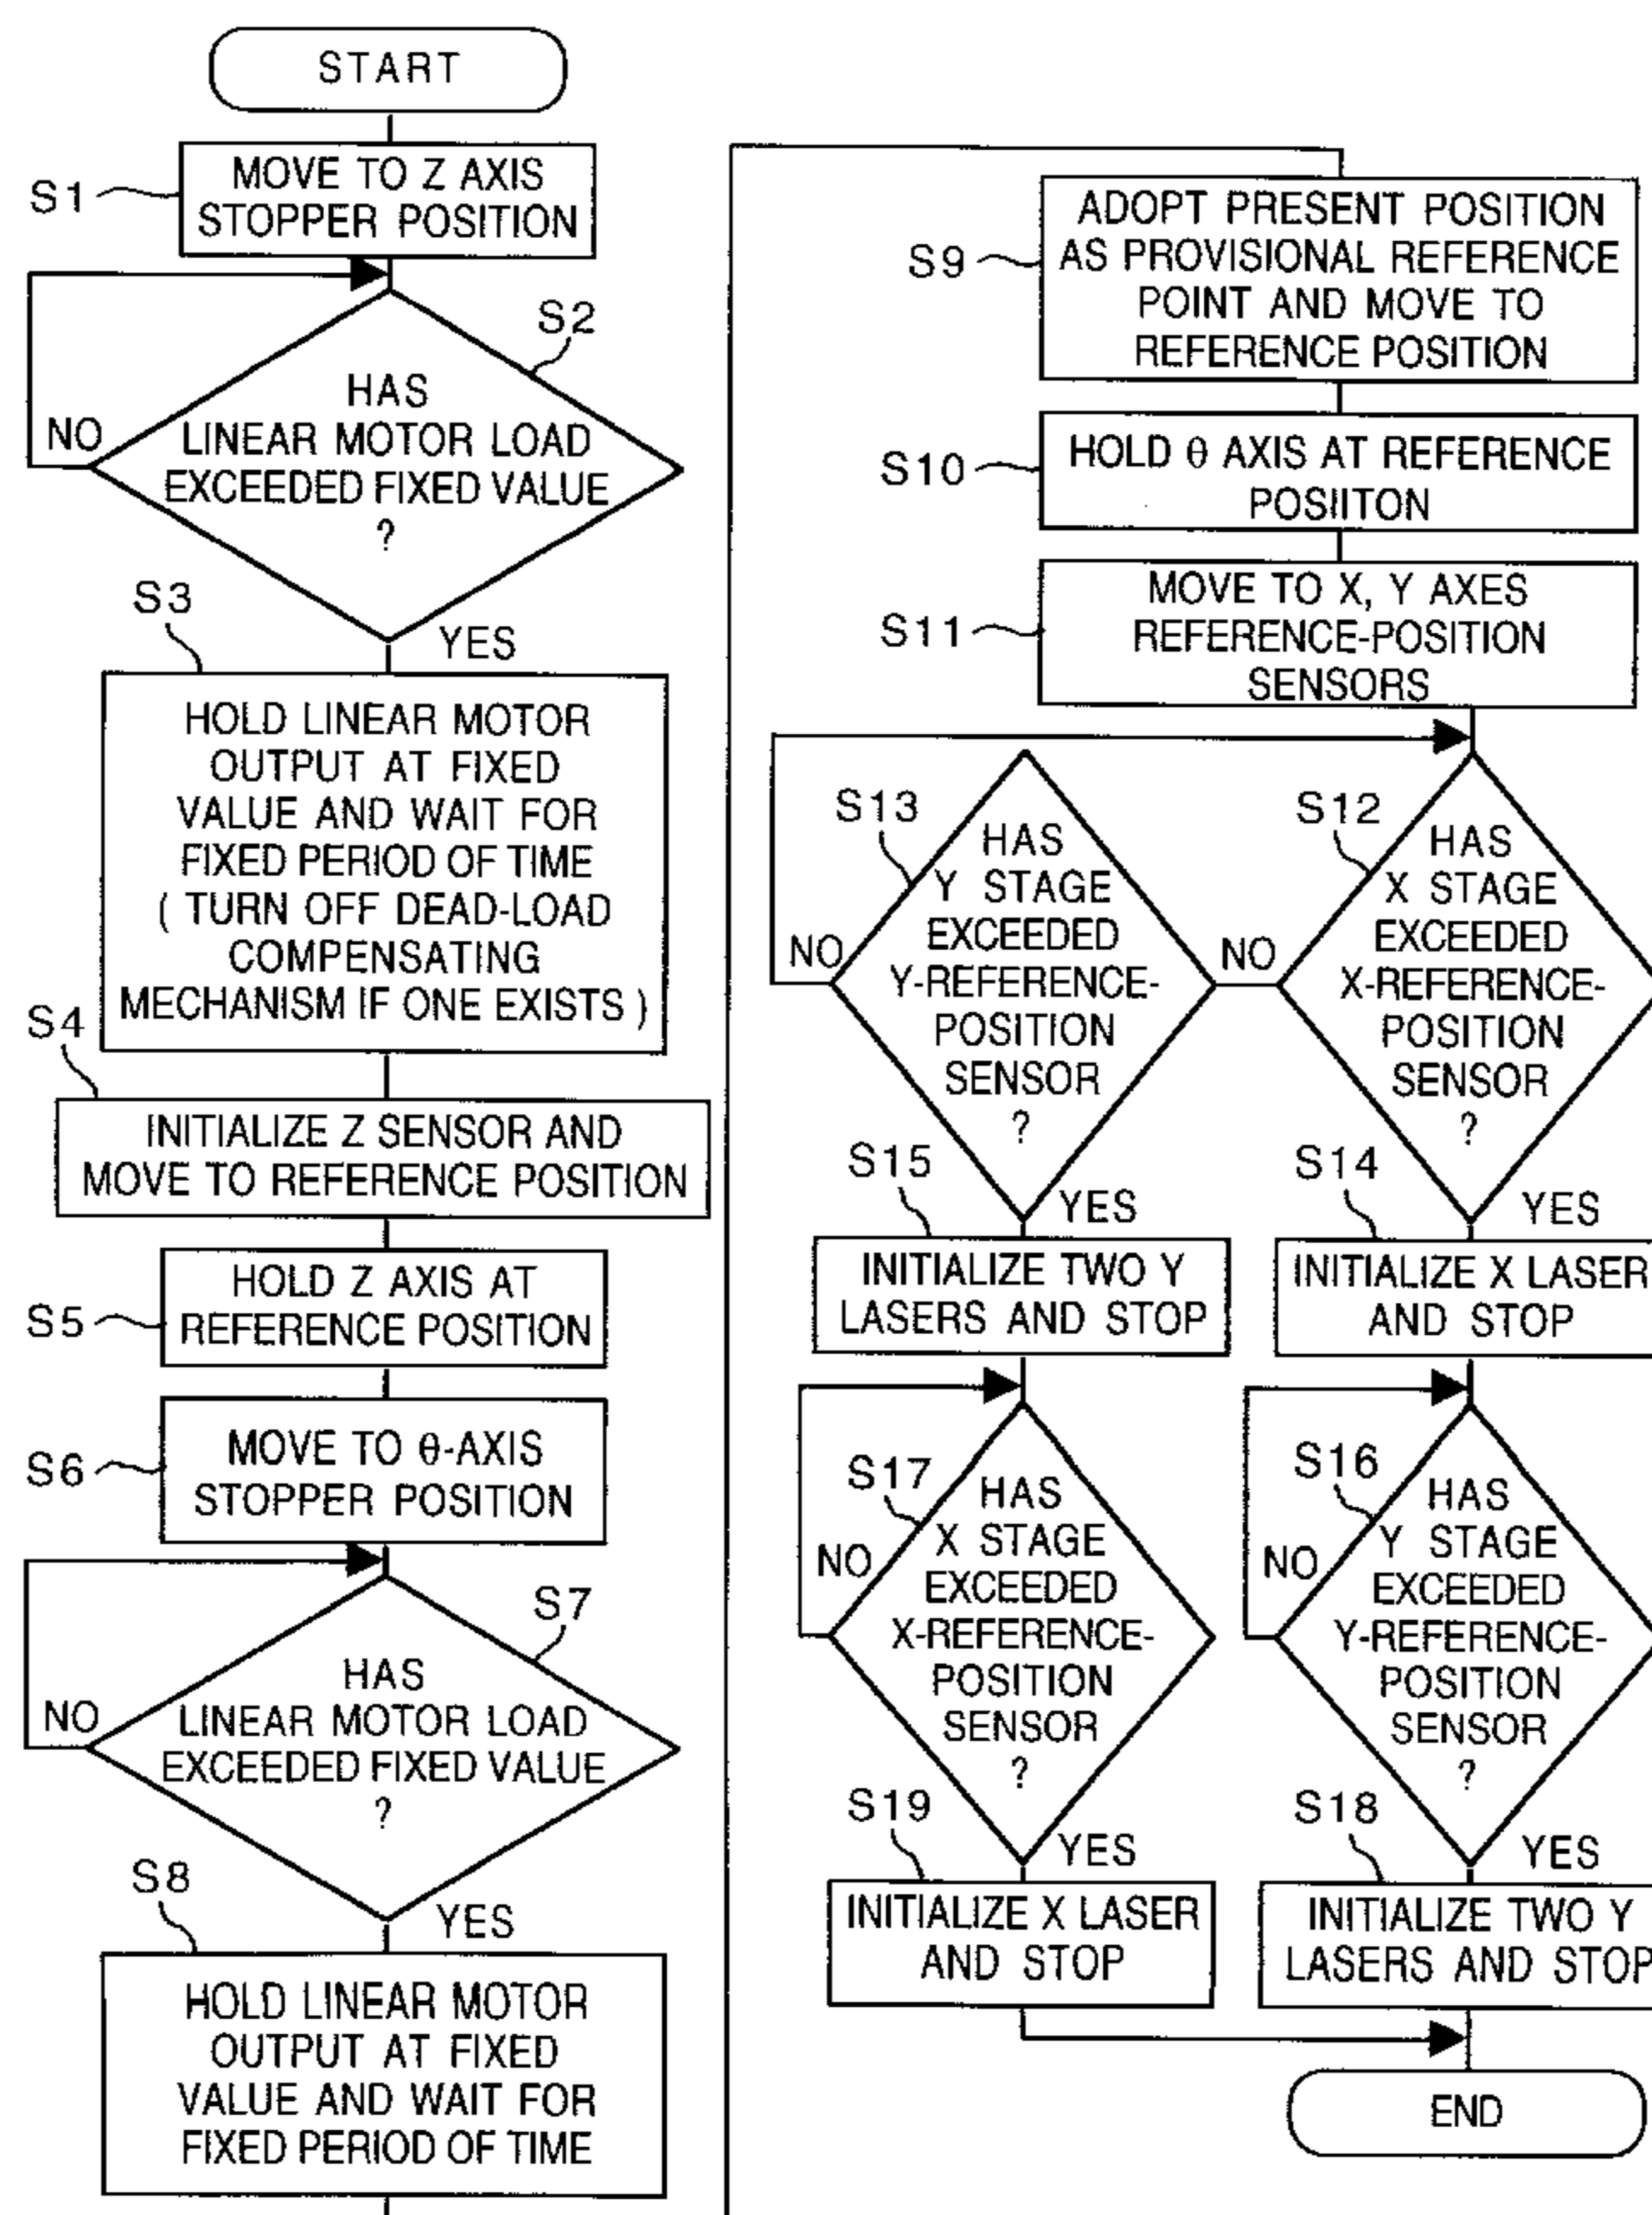 START
S1
MOVE TO Z AXIS
STOPPER POSITION
S2
HAS
LINEAR MOTOR LOAD
EXCEEDED FIXED VALUE
?
NO
YES
S3
HOLD LINEAR MOTOR
OUTPUT AT FIXED
VALUE AND WAIT FOR
FIXED PERIOD OF TIME
( TURN OFF DEAD-LOAD
COMPENSATING
MECHANISM IF ONE EXISTS )
S4
INITIALIZE Z SENSOR AND
MOVE TO REFERENCE POSITION
S5
HOLD Z AXIS AT
REFERENCE POSITION
S6
MOVE TO θ-AXIS
STOPPER POSITION
S7
HAS
LINEAR MOTOR LOAD
EXCEEDED FIXED VALUE
?
NO
YES
S8
HOLD LINEAR MOTOR
OUTPUT AT FIXED
VALUE AND WAIT FOR
FIXED PERIOD OF TIME
S9
ADOPT PRESENT POSITION
AS PROVISIONAL REFERENCE
POINT AND MOVE TO
REFERENCE POSITION
S10
HOLD θ AXIS AT REFERENCE
POSIITON
S11
MOVE TO X, Y AXES
REFERENCE-POSITION
SENSORS
S12
HAS
X STAGE
EXCEEDED
X-REFERENCE-
POSITION
SENSOR
?
NO
YES
S13
HAS
Y STAGE
EXCEEDED
Y-REFERENCE-
POSITION
SENSOR
?
NO
YES
S14
INITIALIZE X LASER
AND STOP
S15
INITIALIZE TWO Y
LASERS AND STOP
S16
HAS
Y STAGE
EXCEEDED
Y-REFERENCE-
POSITION
SENSOR
?
NO
YES
S17
HAS
X STAGE
EXCEEDED
X-REFERENCE-
POSITION
SENSOR
?
NO
YES
S18
INITIALIZE TWO Y
LASERS AND STOP
S19
INITIALIZE X LASER
AND STOP
END